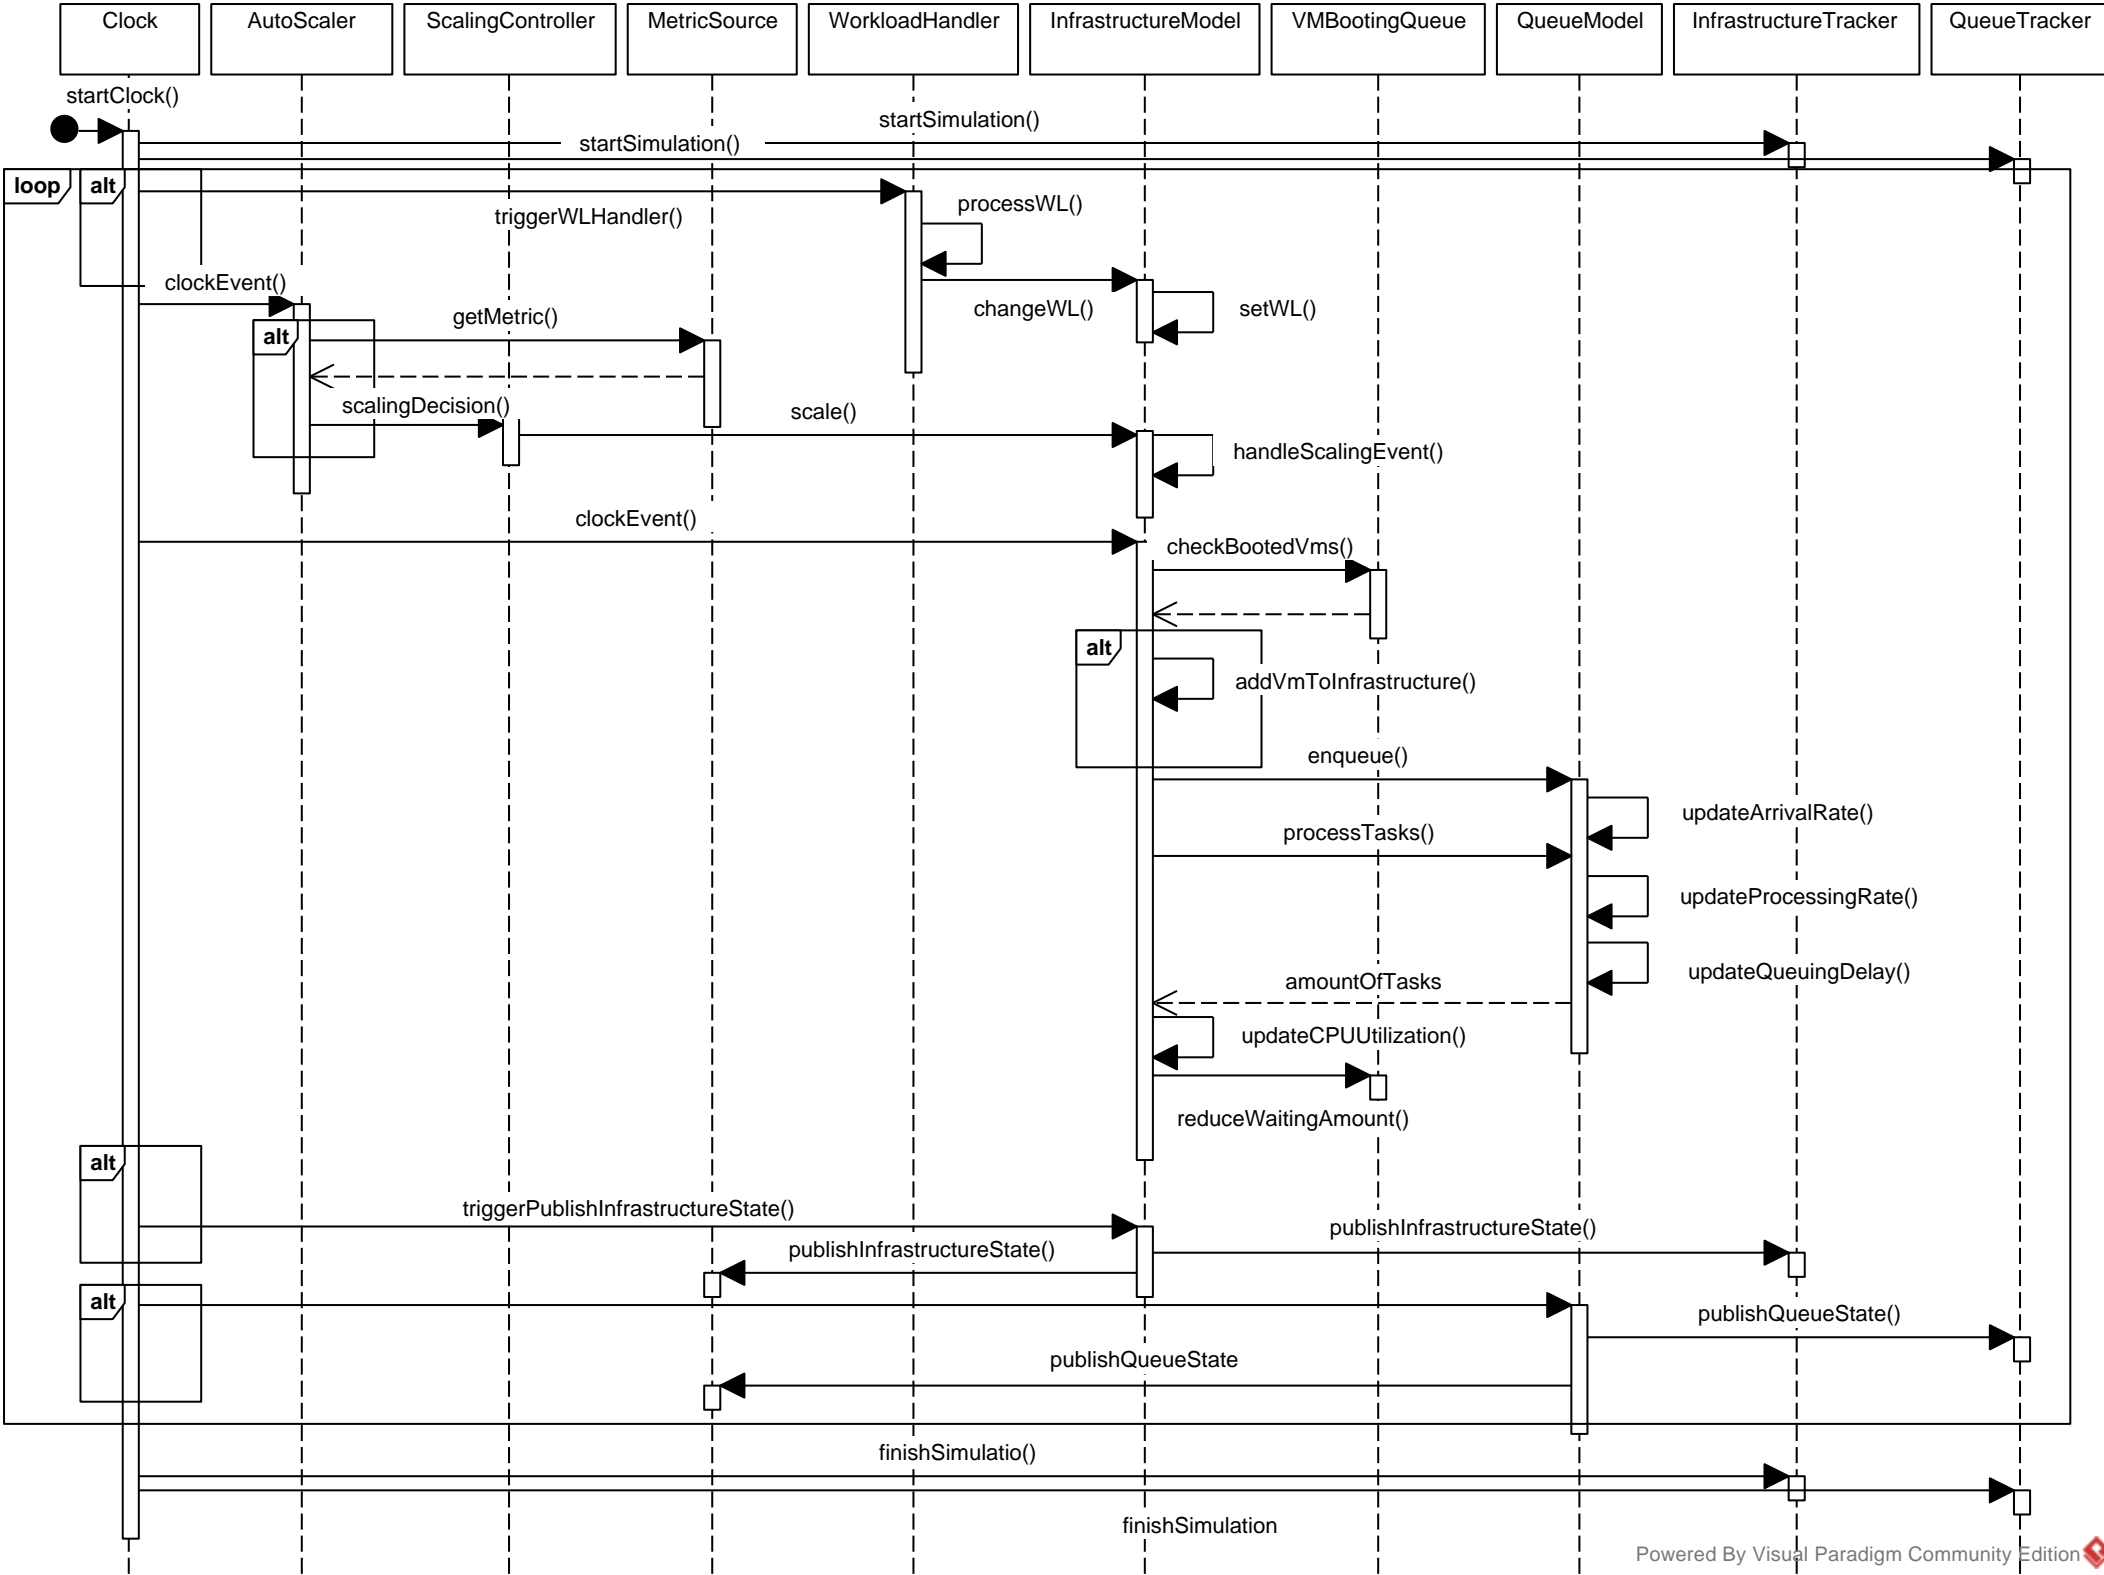 Clock
AutoScaler
ScalingController
MetricSource
WorkloadHandler
InfrastructureModel
VMBootingQueue
QueueModel
InfrastructureTracker
QueueTracker
startClock()
startSimulation()
startSimulation()
loop
alt
triggerWLHandler()
processWL()
clockEvent()
changeWL()
setWL()
alt
getMetric()
scalingDecision()
scale()
handleScalingEvent()
clockEvent()
checkBootedVms()
alt
addVmToInfrastructure()
enqueue()
updateArrivalRate()
processTasks()
updateProcessingRate()
updateQueuingDelay()
amountOfTasks
updateCPUUtilization()
reduceWaitingAmount()
alt
triggerPublishInfrastructureState()
publishInfrastructureState()
publishInfrastructureState()
alt
publishQueueState()
publishQueueState
finishSimulatio()
finishSimulation
Powered By Visual Paradigm Community Edition